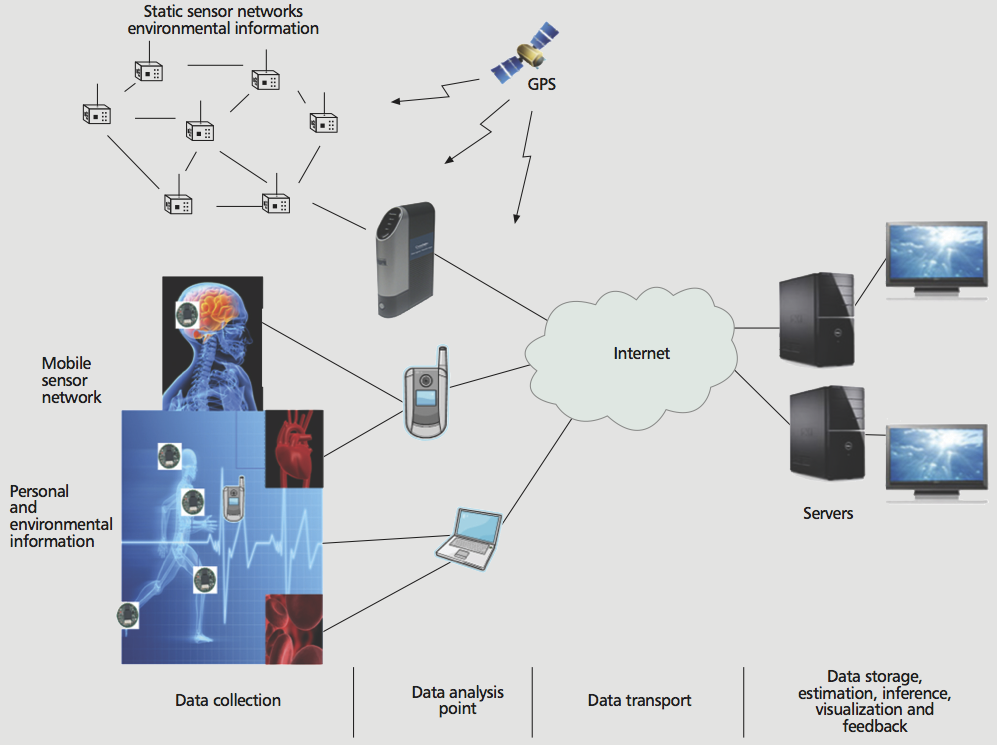 Static sensor networks
environmental information
GPS
Mobile
sensor
network
Internet
Personal
and
environmental
information
Servers
Data collection
Data analysis
point
Data transport
Data storage,
estimation, inference,
visualization and
feedback